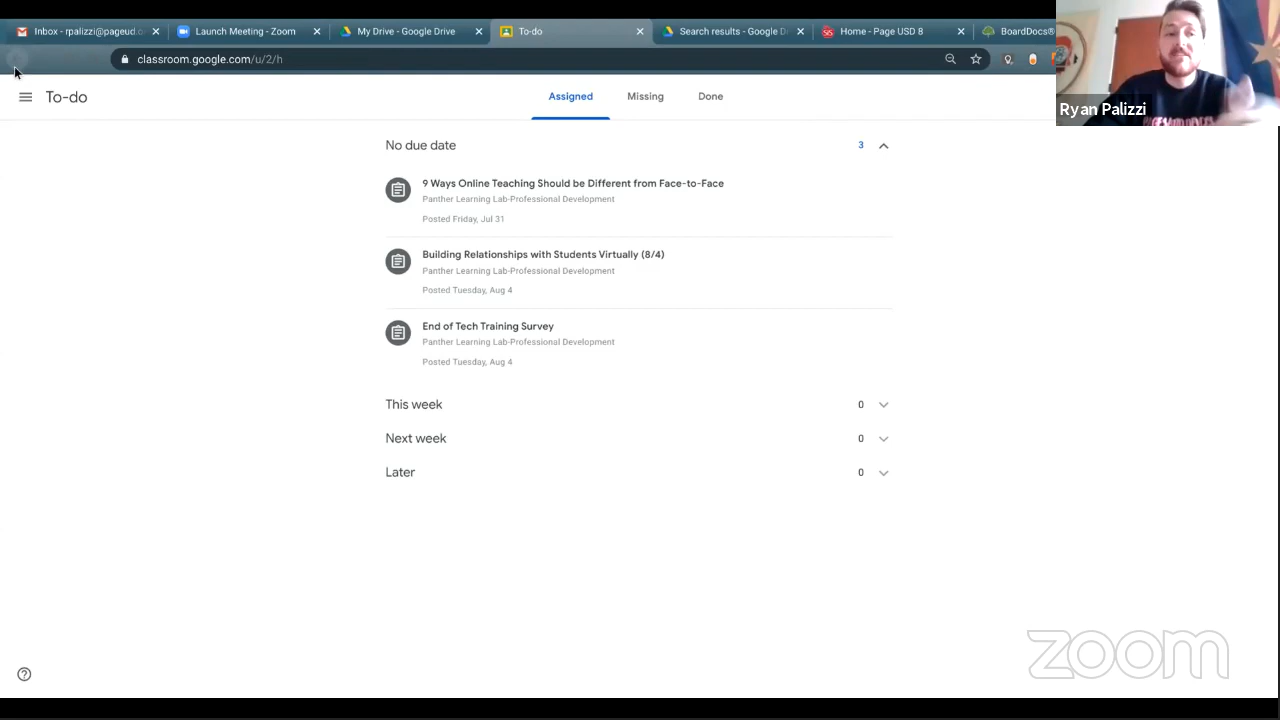 Inbox - rpalizzi@pageud.o
Launch Meeting - Zoom
My Drive - Google Drive
To-do
Search results - Google D
Home - Page USD 8
BoardDocs®
classroom.google.com/u/2/h
Ryan Palizzi
To-do
Assigned
Missing
Done
No due date
3
9 Ways Online Teaching Should be Different from Face-to-Face
Panther Learning Lab-Professional Development
Posted Friday, Jul 31
Building Relationships with Students Virtually (8/4)
Panther Learning Lab-Professional Development
Posted Tuesday, Aug 4
End of Tech Training Survey
Panther Learning Lab-Professional Development
Posted Tuesday, Aug 4
This week
0
Next week
0
Later
0
zoom